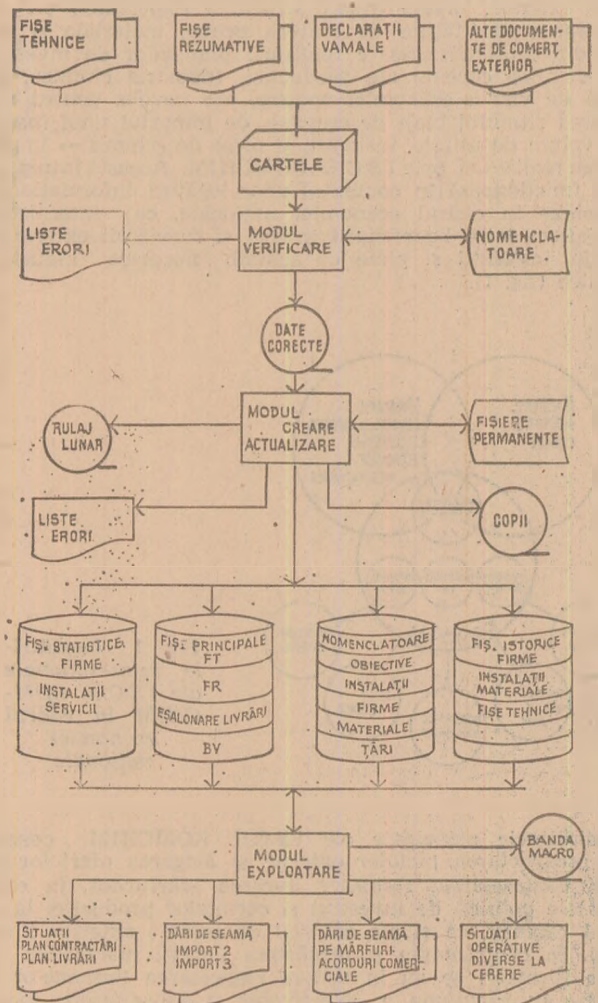 FIȘE
TEHNICE
FIȘE
REZUMATIVE
DECLARAȚII
VAMALE
ALTE DOCUMEN-
TE DE COMERȚ
EXTERIOR
CARTELE
LISTE
ERORI
MODUL
VERIFICARE
NOMENCLA-
TOARE
DATE
CORECTE
RULAJ
LUNAR
MODUL
CREARE
ACTUALIZARE
FIȘIERE
PERMANENTE
LISTE
ERORI
COPII
FIȘ. STATISTICE
FIRME
INSTALAȚII
SERVICII
FIȘ. PRINCIPALE
FT
FR
EȘALONARE LIVRĂRI
BV
NOMENCLATOARE
OBIECTIVE
INSTALAȚII
FIRME
MATERIALE
ȚĂRI
FIȘ. ISTORICE
FIRME
INSTALAȚII
MATERIALE
FIȘE TEHNICE
MODUL
EXPLOATARE
BANDA
MACRO
SITUAȚII
PLAN CONTRACTĂRI
PLAN LIVRĂRI
DĂRI DE SEAMĂ
IMPORT 2
IMPORT 3
DĂRI DE SEAMĂ
PE MĂRFURI-
ACORDURI COMER-
CIALE
SITUAȚII
OPERATIVE
DIVERSE LA
CERERE